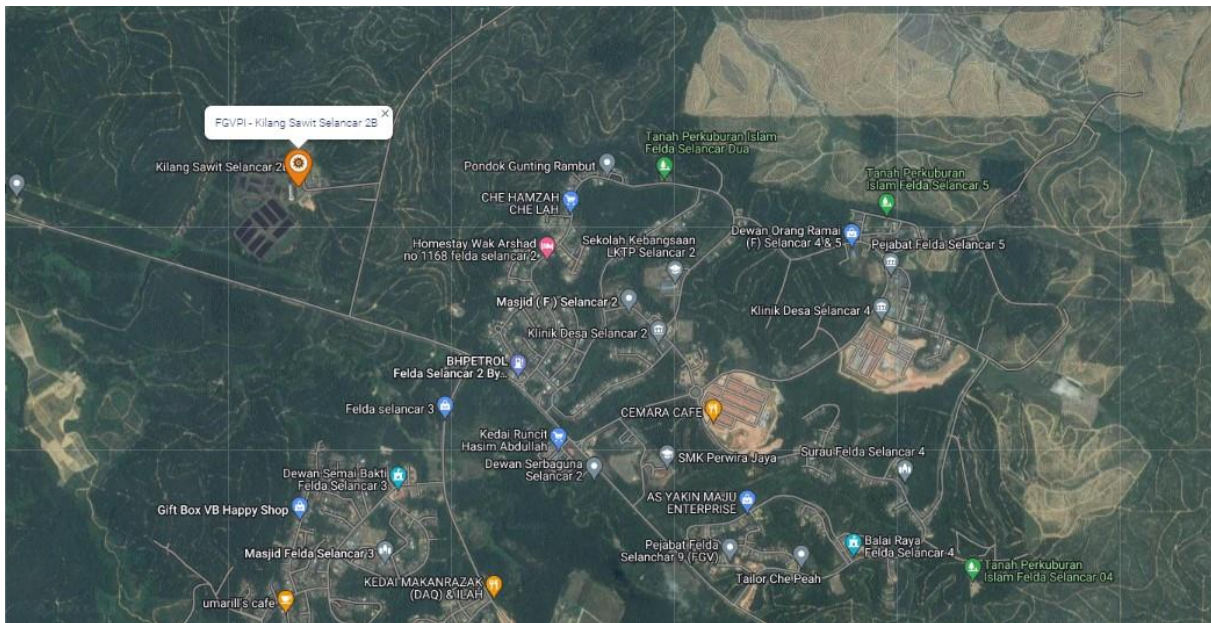 FGVPI - Kilang Sawit Selancar 2B
Kilang Sawit Selancar 2
Pondok Gunting Rambut
Tanah Perkuburan Islam
Felda Selancar Dua
Tanah Perkuburan
Islam Felda Selancar 5
CHE HAMZAH
CHE LAH
Homestay Wak Arshad
no 1168 felda selancar 2
Sekolah Kebangsaan
LKTP Selancar 2
Dewan Orang Ramai
(F) Selancar 4 & 5
Pejabat Felda Selancar 5
Masjid ( F ) Selancar 2
Klinik Desa Selancar 2
Klinik Desa Selancar 4
BHPETROL
Felda Selancar 2 By...
Felda selancar 3
CEMARA CAFE
Kedai Runcit
Hasim Abdullah
Dewan Serbaguna
Selancar 2
SMK Perwira Jaya
Surau Felda Selancar 4
Dewan Semai Bakti
Felda Selancar 3
Gift Box VB Happy Shop
AS YAKIN MAJU
ENTERPRISE
Masjid Felda Selancar 3
Pejabat Felda
Selanchar 9 (FGV)
Tailor Che Peah
Balai Raya
Felda Selancar 4
Tanah Perkuburan
Islam Felda Selancar 04
KEDAI MAKANRAZAK
(DAQ) & ILAH
umarill's cafe